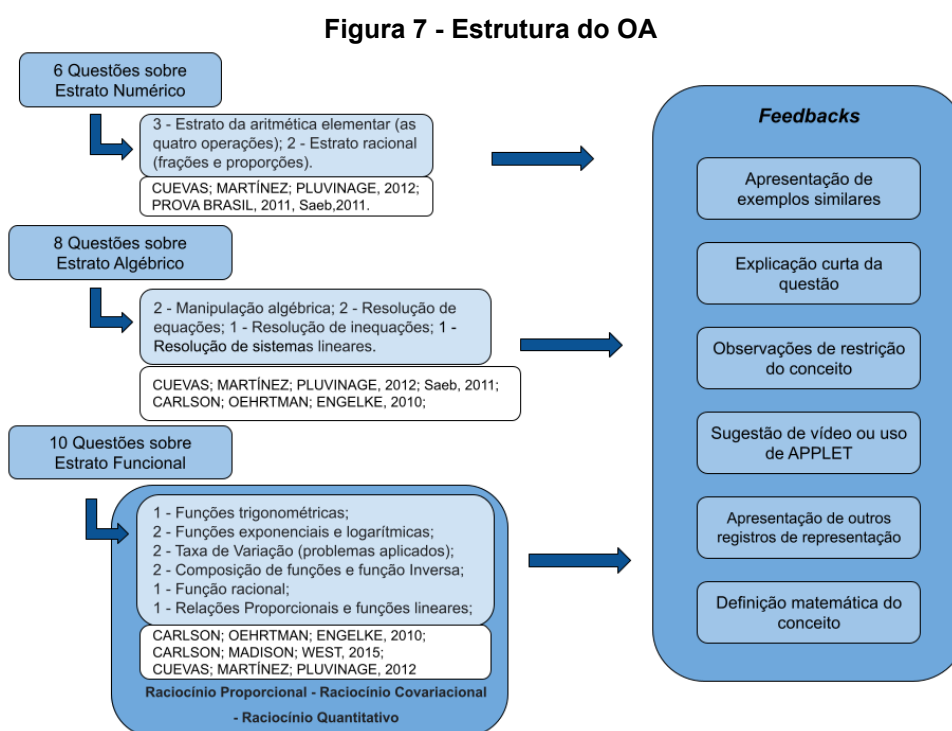 Figura 7 - Estrutura do OA
6 Questões sobre
Estrato Numérico
3 - Estrato da aritmética elementar (as
quatro operações); 2 - Estrato racional
(frações e proporções).
CUEVAS; MARTÍNEZ; PLUVINAGE, 2012;
PROVA BRASIL, 2011, Saeb,2011.
8 Questões sobre
Estrato Algébrico
2 - Manipulação algébrica; 2 - Resolução de
equações; 1 - Resolução de inequações; 1 -
Resolução de sistemas lineares.
CUEVAS; MARTÍNEZ; PLUVINAGE, 2012; Saeb, 2011;
CARLSON; OEHRTMAN; ENGELKE, 2010;
10 Questões sobre
Estrato Funcional
1 - Funções trigonométricas;
2 - Funções exponenciais e logarítmicas;
2 - Taxa de Variação (problemas aplicados);
2 - Composição de funções e função Inversa;
1 - Função racional;
1 - Relações Proporcionais e funções lineares;
CARLSON; OEHRTMAN; ENGELKE, 2010;
CARLSON; MADISON; WEST, 2015;
CUEVAS; MARTÍNEZ; PLUVINAGE, 2012
Raciocínio Proporcional - Raciocínio Covariacional
- Raciocínio Quantitativo
Feedbacks
Apresentação de
exemplos similares
Explicação curta da
questão
Observações de restrição
do conceito
Sugestão de vídeo ou uso
de APPLET
Apresentação de outros
registros de representação
Definição matemática do
conceito